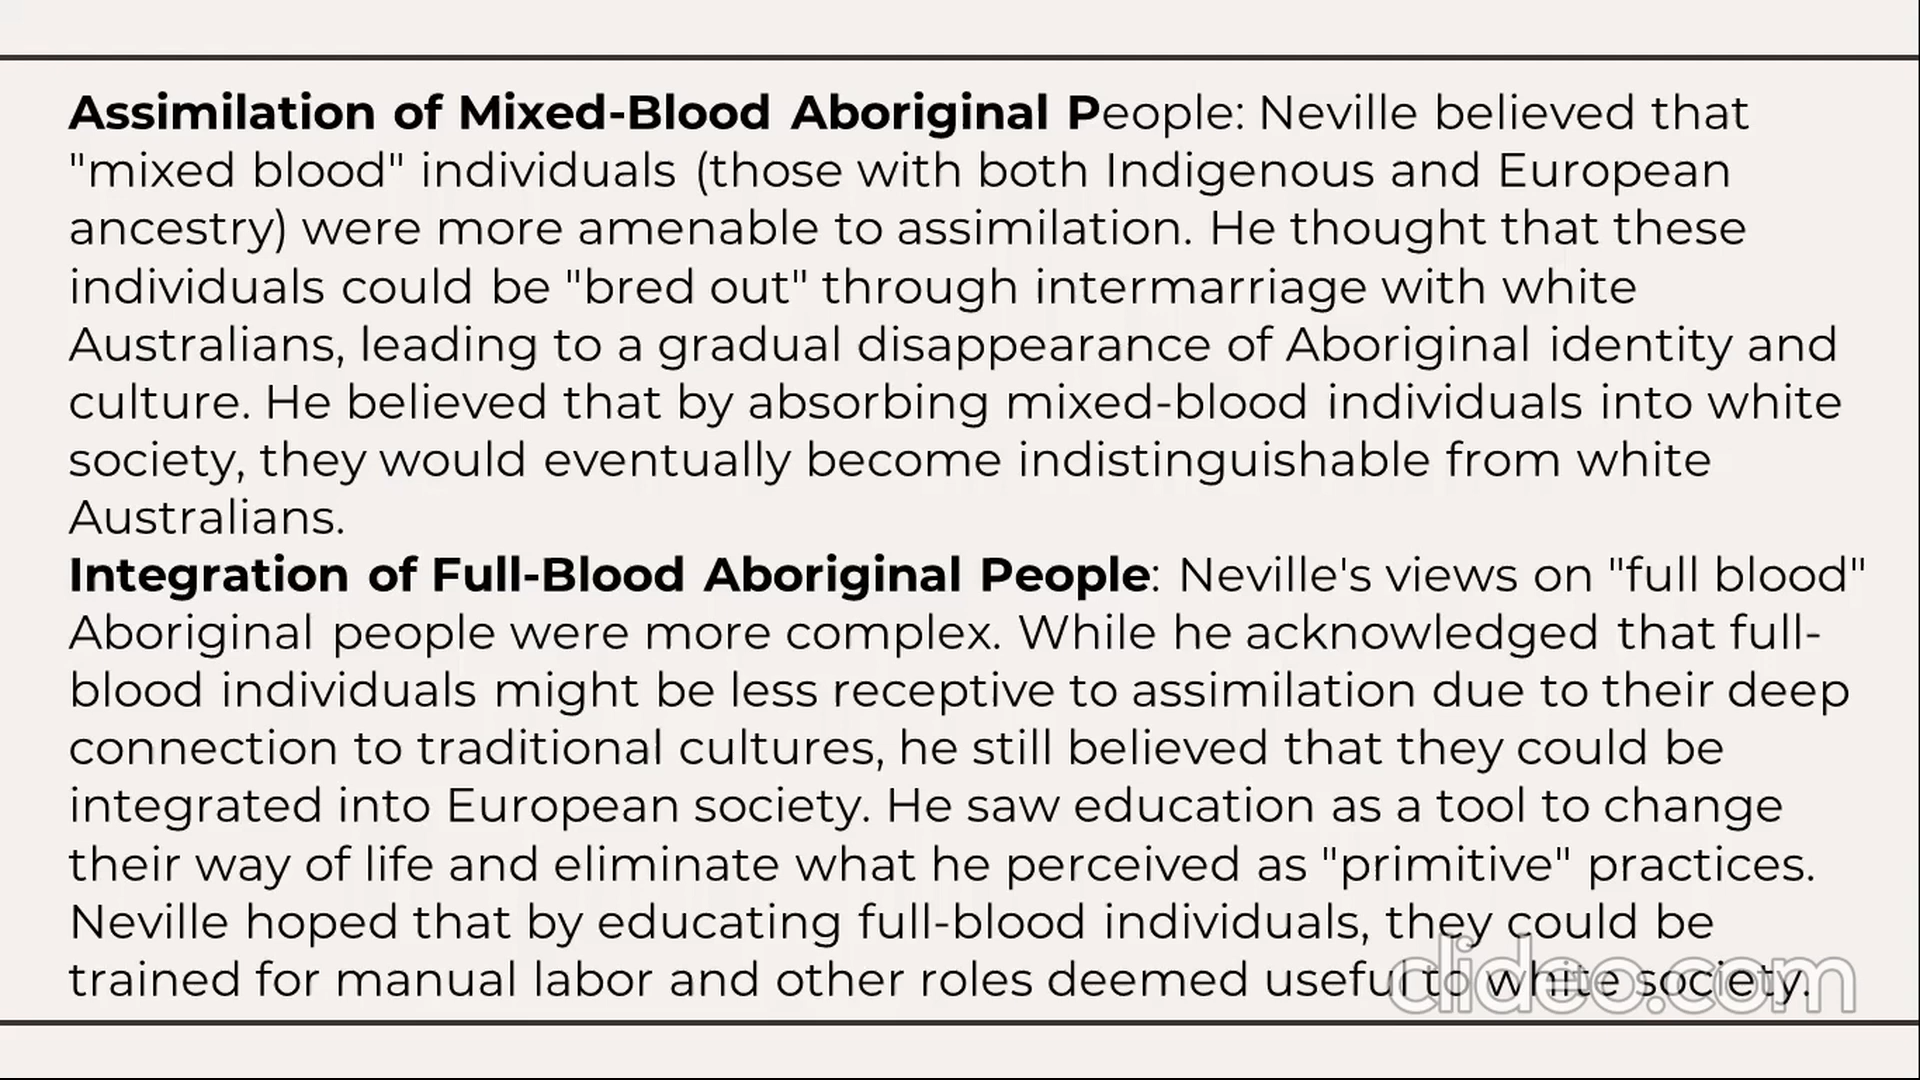 Assimilation of Mixed-Blood Aboriginal People: Neville believed that
"mixed blood" individuals (those with both Indigenous and European
ancestry) were more amenable to assimilation. He thought that these
individuals could be "bred out" through intermarriage with white
Australians, leading to a gradual disappearance of Aboriginal identity and
culture. He believed that by absorbing mixed-blood individuals into white
society, they would eventually become indistinguishable from white
Australians.
Integration of Full-Blood Aboriginal People: Neville's views on "full blood"
Aboriginal people were more complex. While he acknowledged that full-
blood individuals might be less receptive to assimilation due to their deep
connection to traditional cultures, he still believed that they could be
integrated into European society. He saw education as a tool to change
their way of life and eliminate what he perceived as "primitive" practices.
Neville hoped that by educating full-blood individuals, they could be
trained for manual labor and other roles deemed useful to white society.
clideo.com